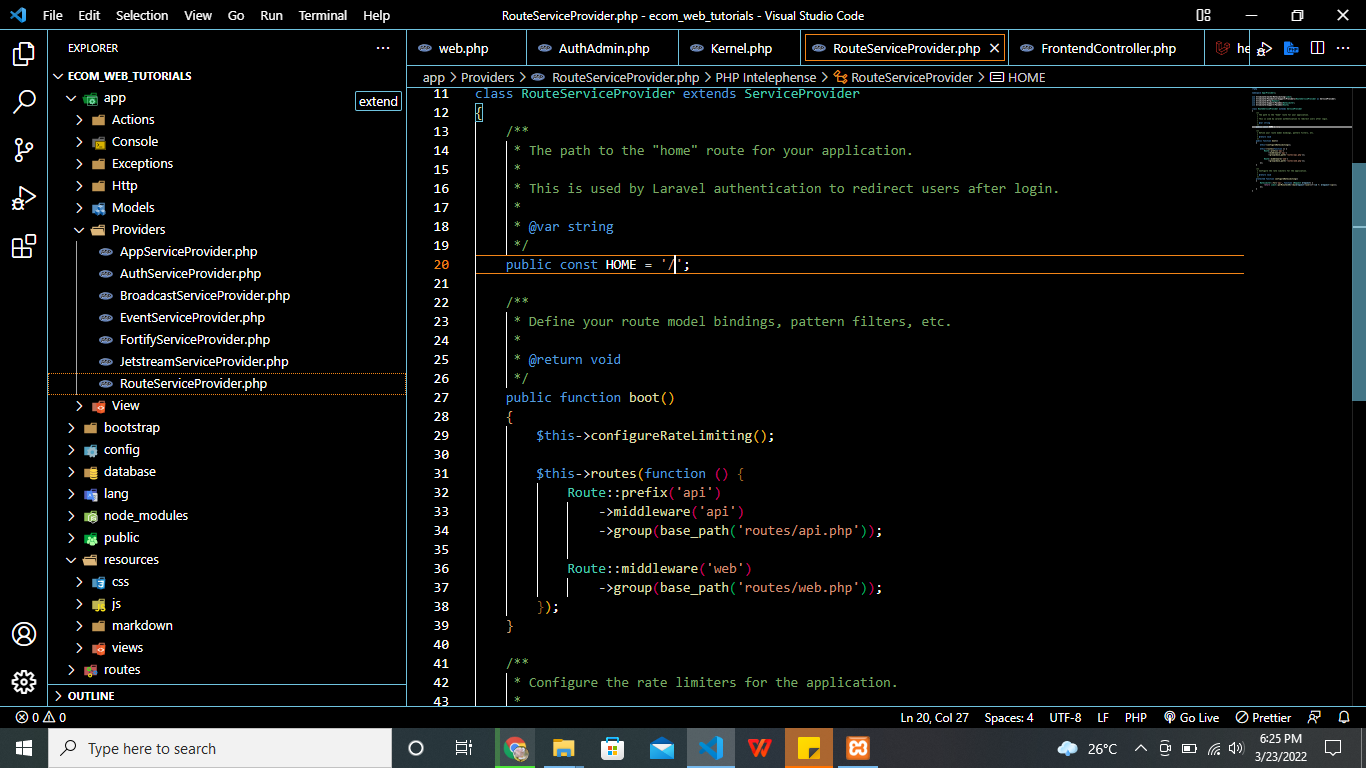 File Edit Selection View Go Run Terminal Help RouteServiceProvider.php - ecom_web_tutorials - Visual Studio Code
EXPLORER
ECOM_WEB_TUTORIALS
app
extend
Actions
Console
Exceptions
Http
Models
Providers
AppServiceProvider.php
AuthServiceProvider.php
BroadcastServiceProvider.php
EventServiceProvider.php
FortifyServiceProvider.php
JetstreamServiceProvider.php
RouteServiceProvider.php
View
bootstrap
config
database
lang
node_modules
public
resources
css
js
markdown
views
routes
OUTLINE
web.php AuthAdmin.php Kernel.php RouteServiceProvider.php FrontendController.php he
app > Providers > RouteServiceProvider.php > PHP Intelephense > RouteServiceProvider > HOME
11 class RouteServiceProvider extends ServiceProvider
12 {
13 /**
14 * The path to the "home" route for your application.
15 *
16 * This is used by Laravel authentication to redirect users after login.
17 *
18 * @var string
19 */
20 public const HOME = '/';
21
22 /**
23 * Define your route model bindings, pattern filters, etc.
24 *
25 * @return void
26 */
27 public function boot()
28 {
29 $this->configureRateLimiting();
30
31 $this->routes(function () {
32 Route::prefix('api')
33 ->middleware('api')
34 ->group(base_path('routes/api.php'));
35
36 Route::middleware('web')
37 ->group(base_path('routes/web.php'));
38 });
39 }
40
41 /**
42 * Configure the rate limiters for the application.
43 *
0 0 Ln 20, Col 27 Spaces: 4 UTF-8 LF PHP Go Live Prettier
Type here to search
26°C
6:25 PM
3/23/2022